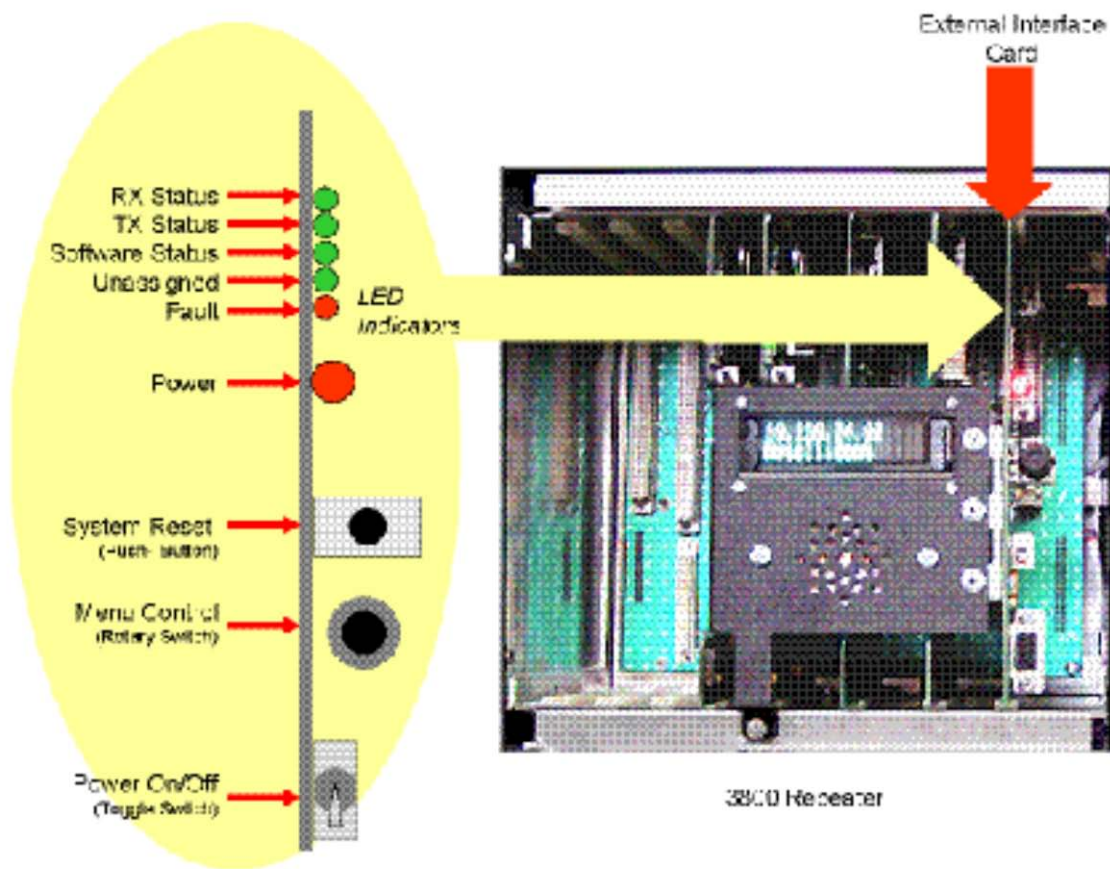 External Interface
Card
RX Status
TX Status
Software Status
Unassigned
Fault
LED
Indicators
Power
System Reset
(Push- Button)
Menu Control
(Rotary Switch)
Power On/Off
(Toggle Switch)
3800 Repeater